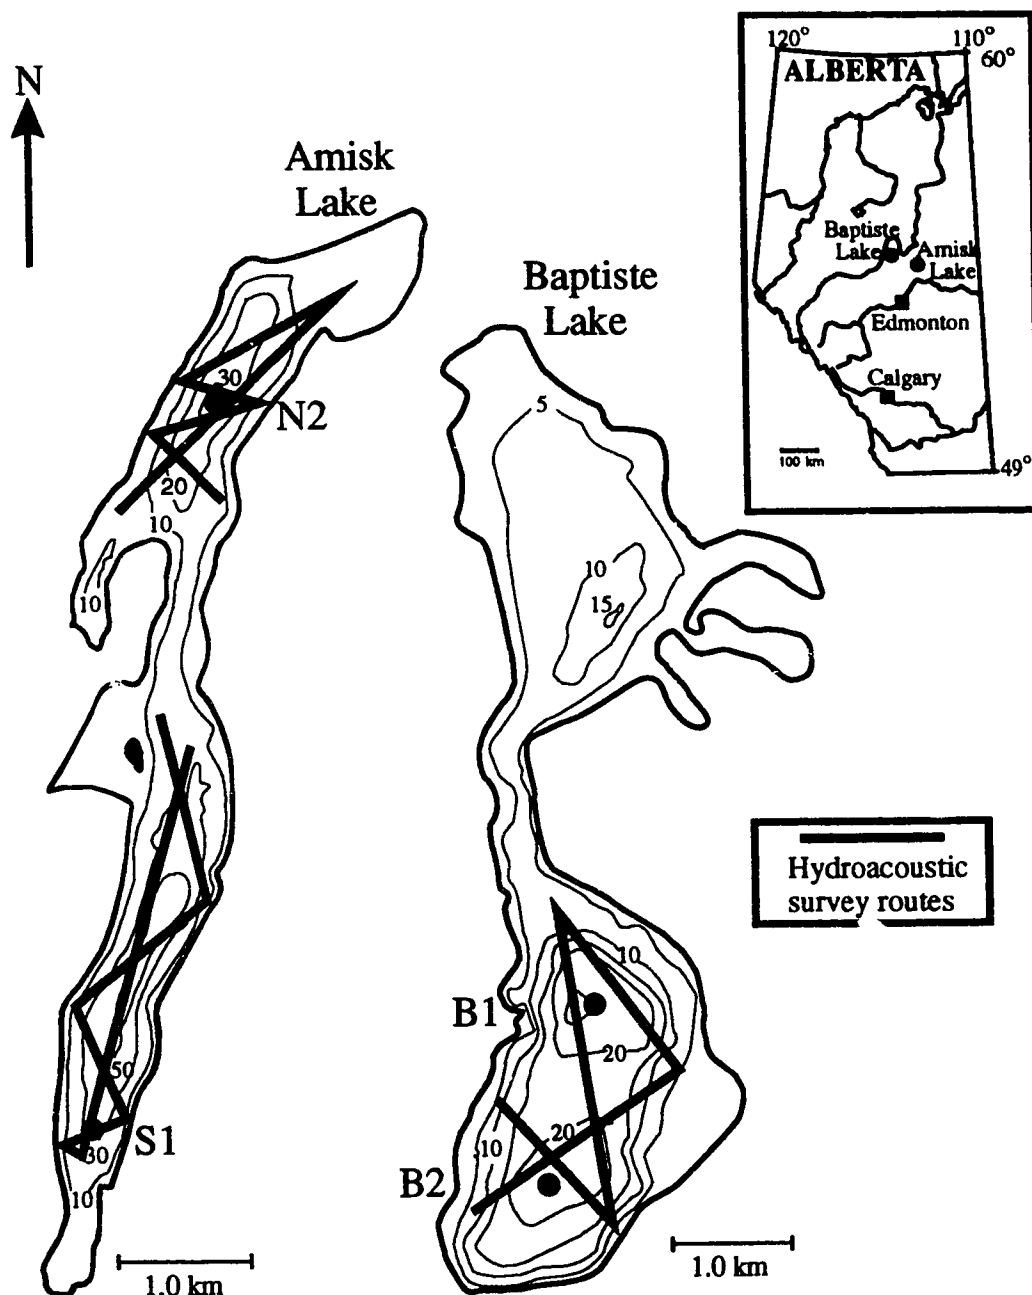 N
Amisk
Lake
30
N2
20
10
10
50
S1
30
10
1.0 km
Baptiste
Lake
5
10
15
10
B1
20
20
10
B2
1.0 km
120°
110°
60°
ALBERTA
Baptiste
Lake
Amisk
Lake
Edmonton
Calgary
100 km
49°
Hydroacoustic
survey routes